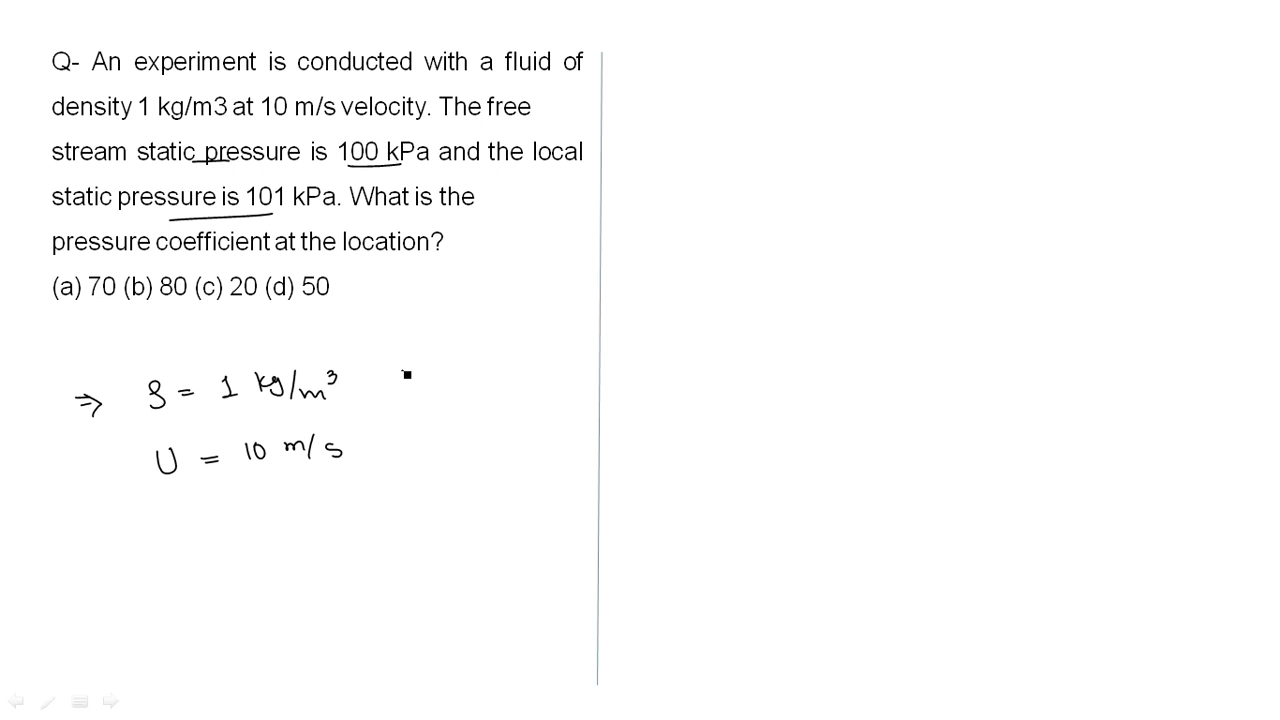 Q- An experiment is conducted with a fluid of
density 1 kg/m3 at 10 m/s velocity. The free
stream static pressure is 100 kPa and the local
static pressure is 101 kPa. What is the
pressure coefficient at the location?
(a) 70 (b) 80 (c) 20 (d) 50
⇒ ρ = 1 kg/m³
U = 10 m/s